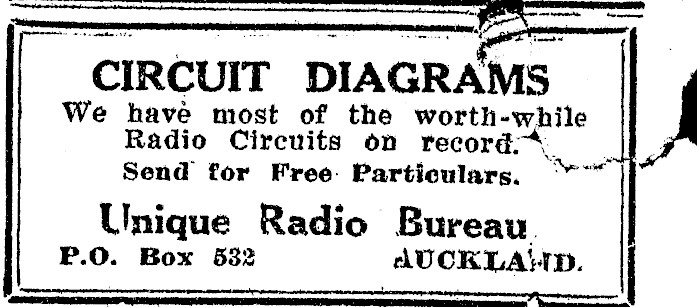 CIRCUIT DIAGRAMS
We have most of the worth-while
Radio Circuits on record.
Send for Free Particulars.
Unique Radio Bureau
P.O. Box 532 AUCKLAND.